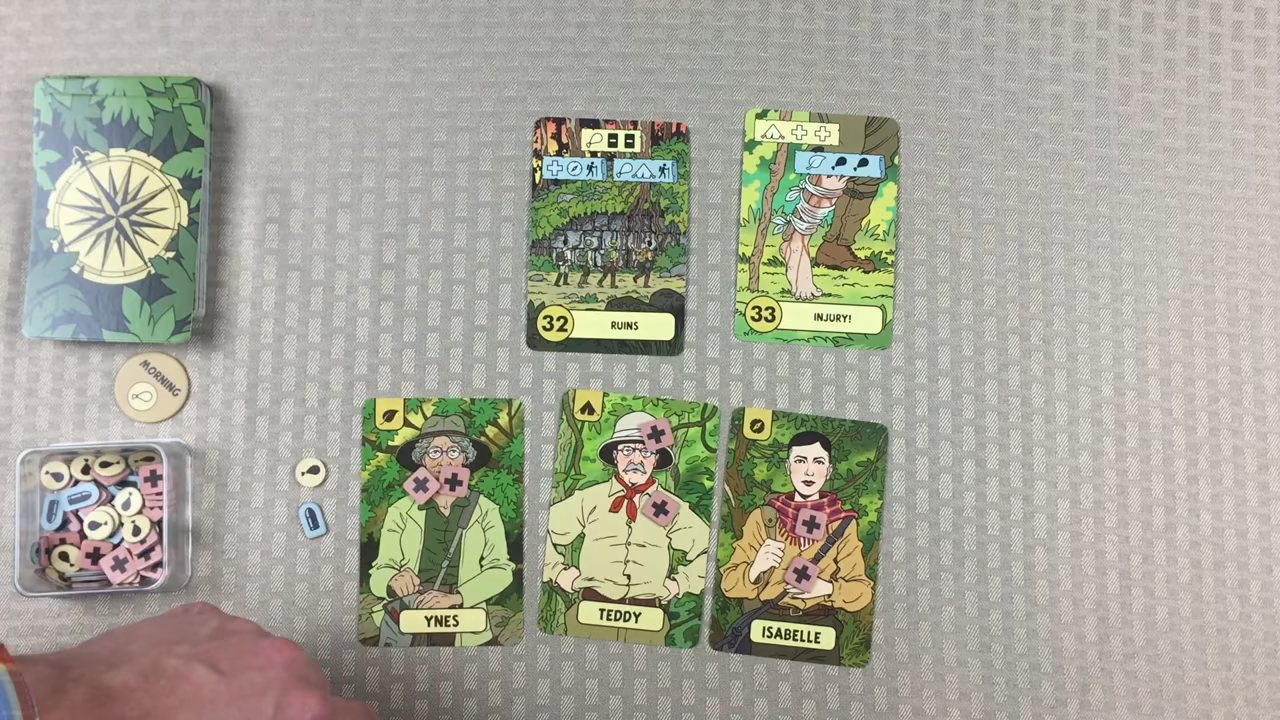 32
RUINS
33
INJURY!
MORNING
YNES
TEDDY
ISABELLE